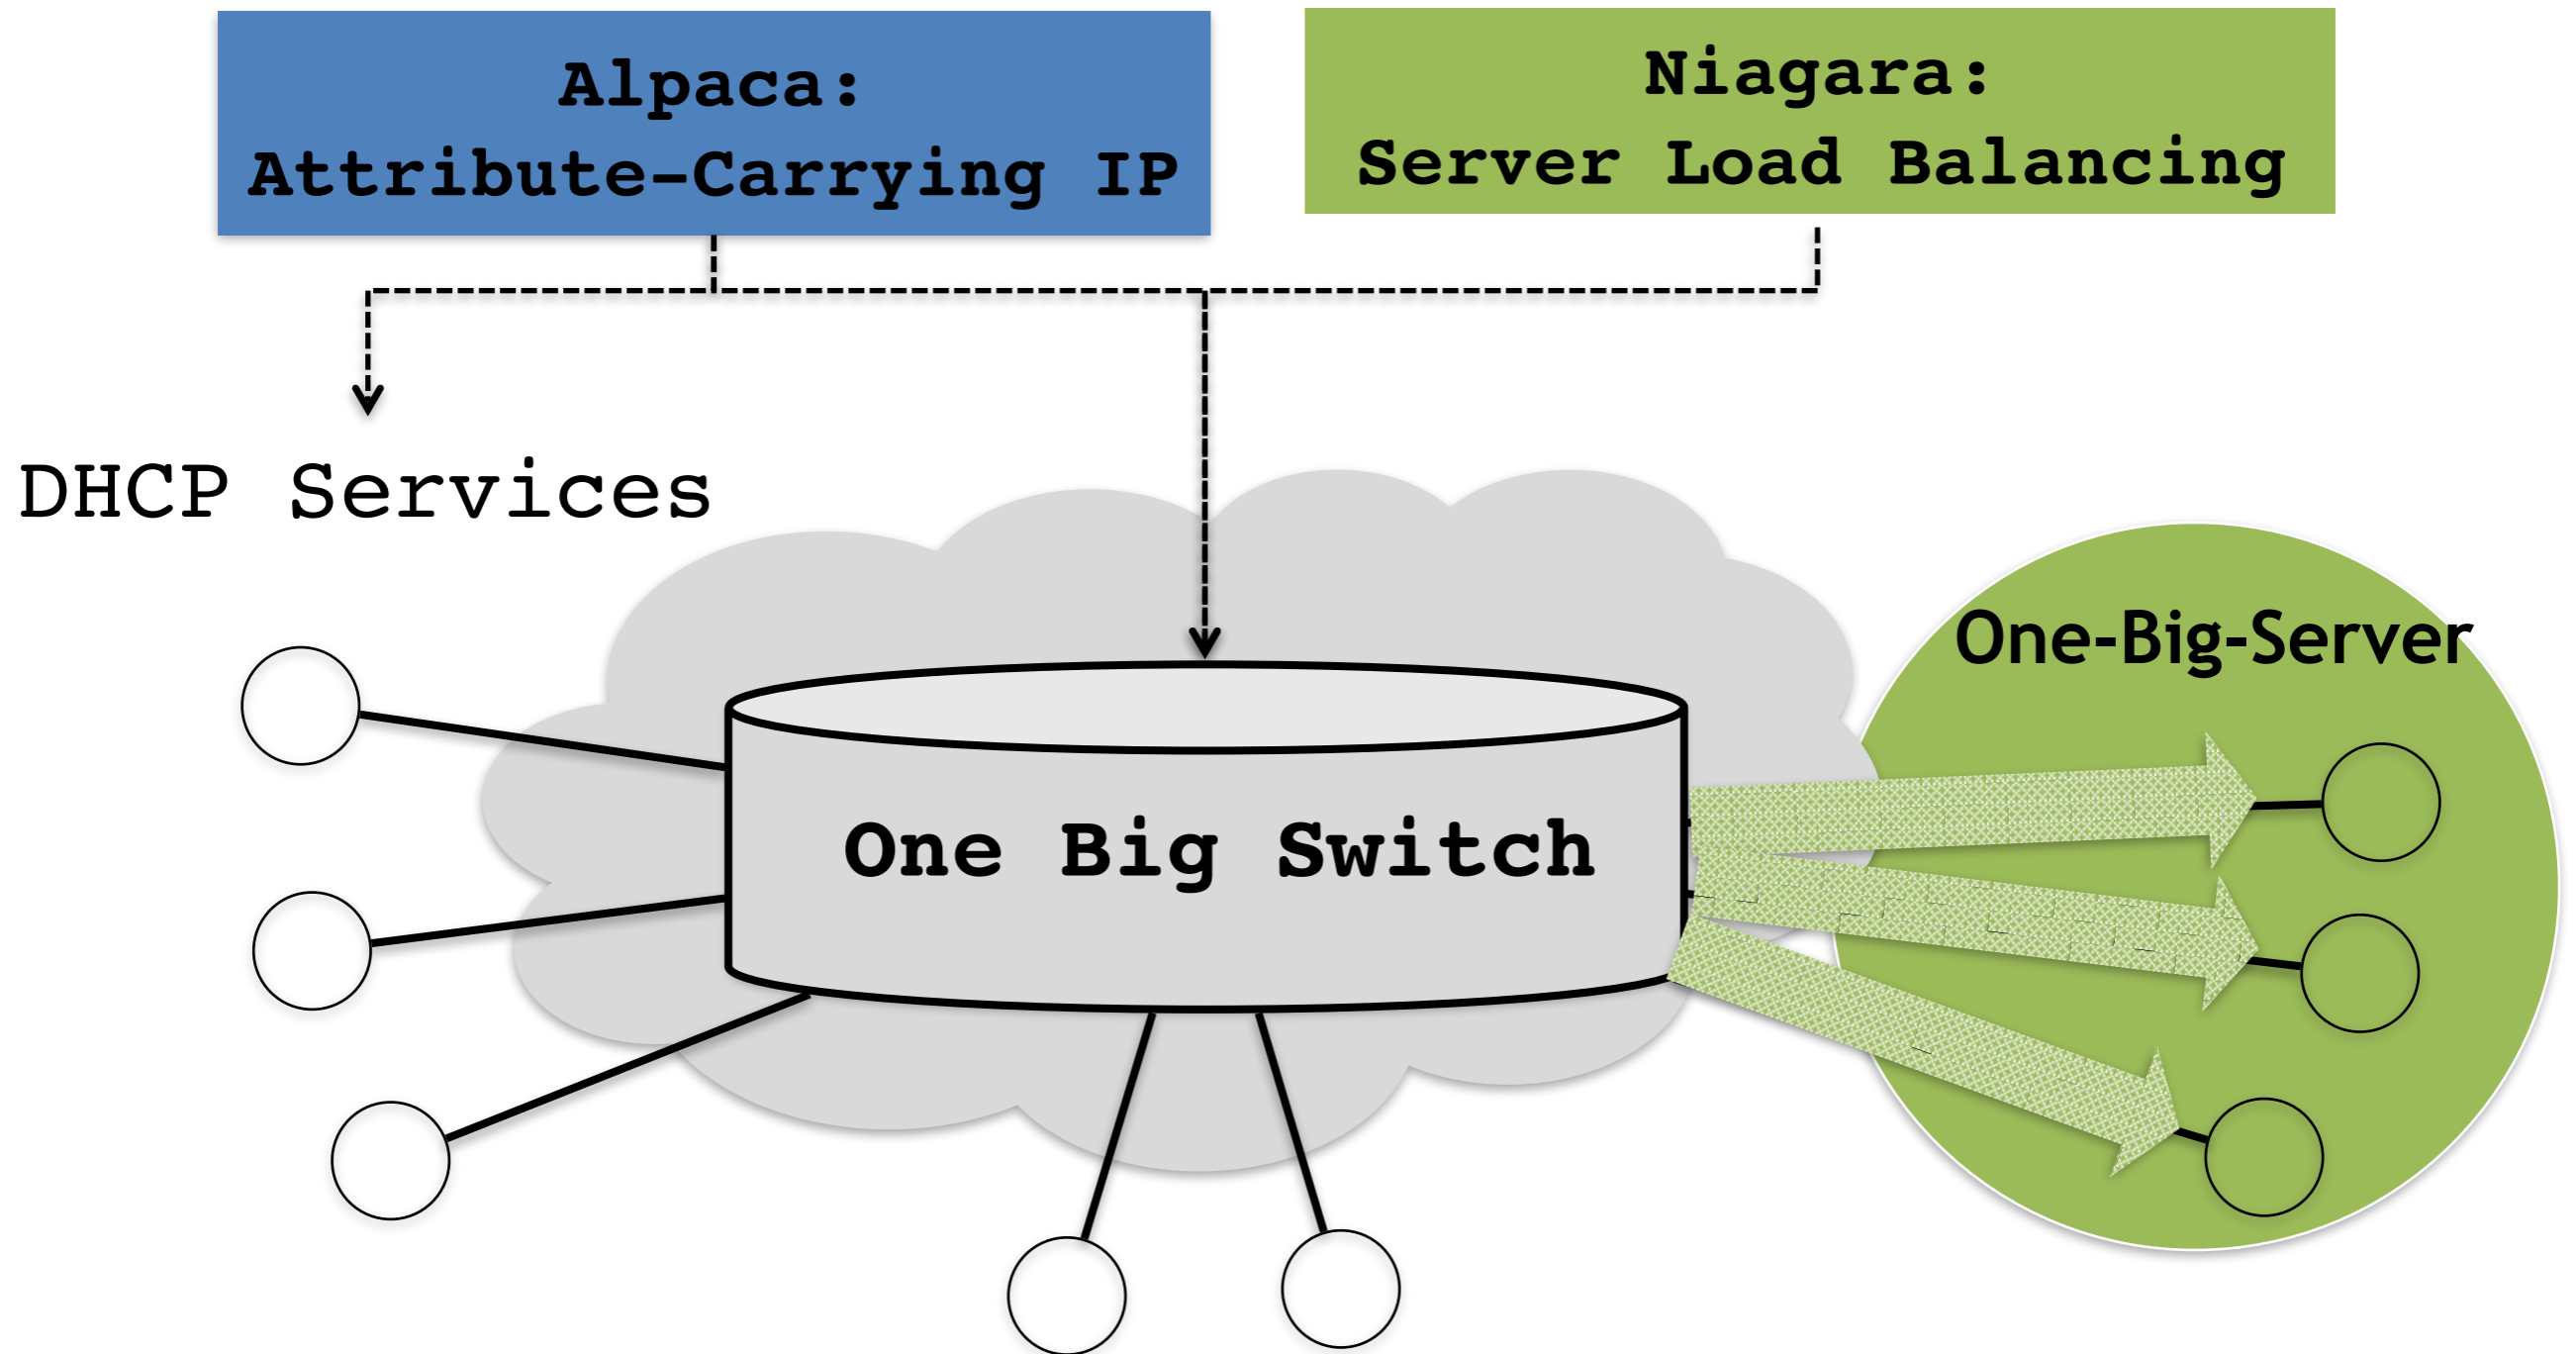 Alpaca:
Attribute-Carrying IP
Niagara:
Server Load Balancing
DHCP Services
One-Big-Server
One Big Switch